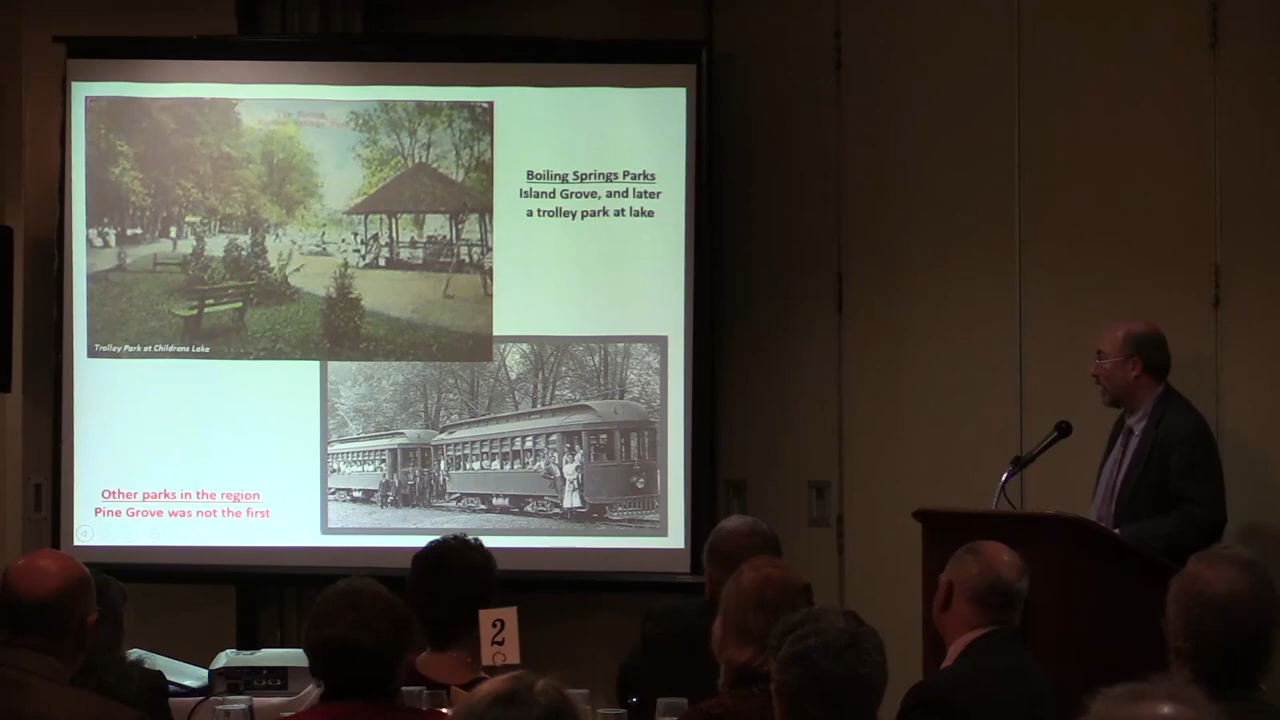 Boiling Springs Parks
Island Grove, and later
a trolley park at lake
Trolley Park at Childrens Lake
Other parks in the region
Pine Grove was not the first
2